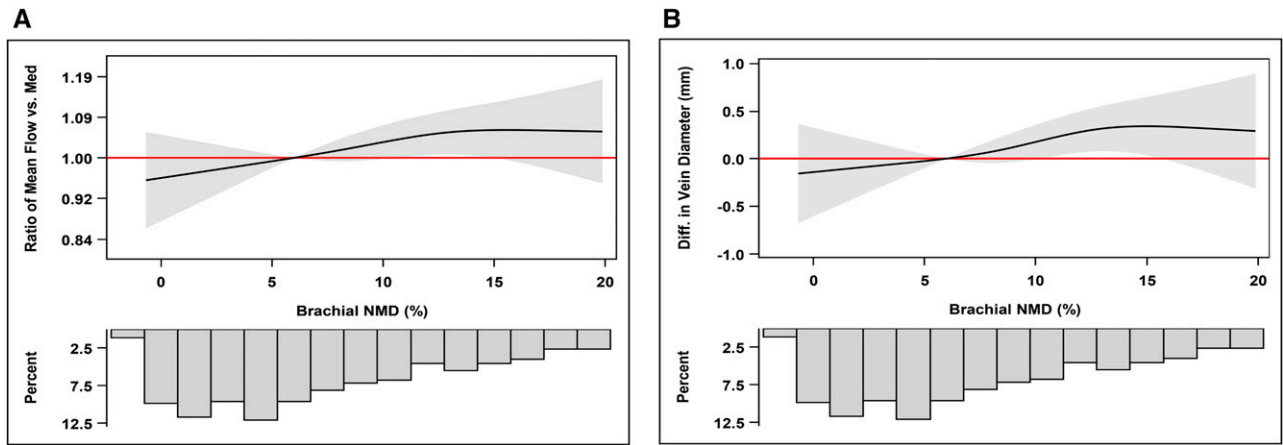 A
Ratio of Mean Flow vs. Med
1.19
1.09
1.00
0.92
0.84
0 5 10 15 20
Brachial NMD (%)
Percent
2.5
7.5
12.5
B
Diff. in Vein Diameter (mm)
1.0
0.5
0.0
-0.5
-1.0
0 5 10 15 20
Brachial NMD (%)
Percent
2.5
7.5
12.5